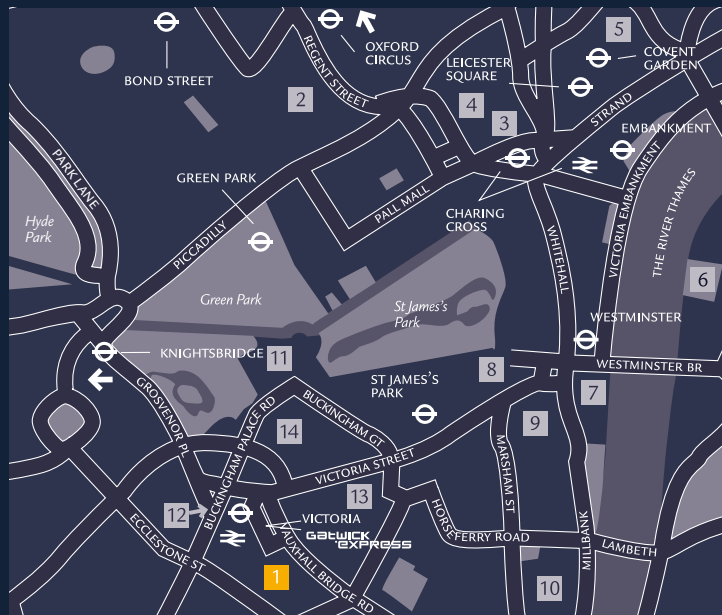 5
OXFORD
CIRCUS
COVENT
GARDEN
BOND STREET
LEICESTER
SQUARE
REGENT STREET
2
4
3
STRAND
EMBANKMENT
PARK LANE
GREEN PARK
PALL MALL
CHARING
CROSS
Hyde
Park
PICCADILLY
WHITEHALL
VICTORIA EMBANKMENT
THE RIVER THAMES
6
Green Park
St James's
Park
WESTMINSTER
KNIGHTSBRIDGE
11
8
WESTMINSTER BR
ST JAMES'S
PARK
7
GROSVENOR PL
BUCKINGHAM PALACE RD
BUCKINGHAM GT
14
9
VICTORIA STREET
MARSHAM ST
13
12
VICTORIA
GATWICK EXPRESS
HORSEFERRY ROAD
MILLBANK
LAMBETH
ECCLESTONE ST
1
AUXHALL BRIDGE RD
10